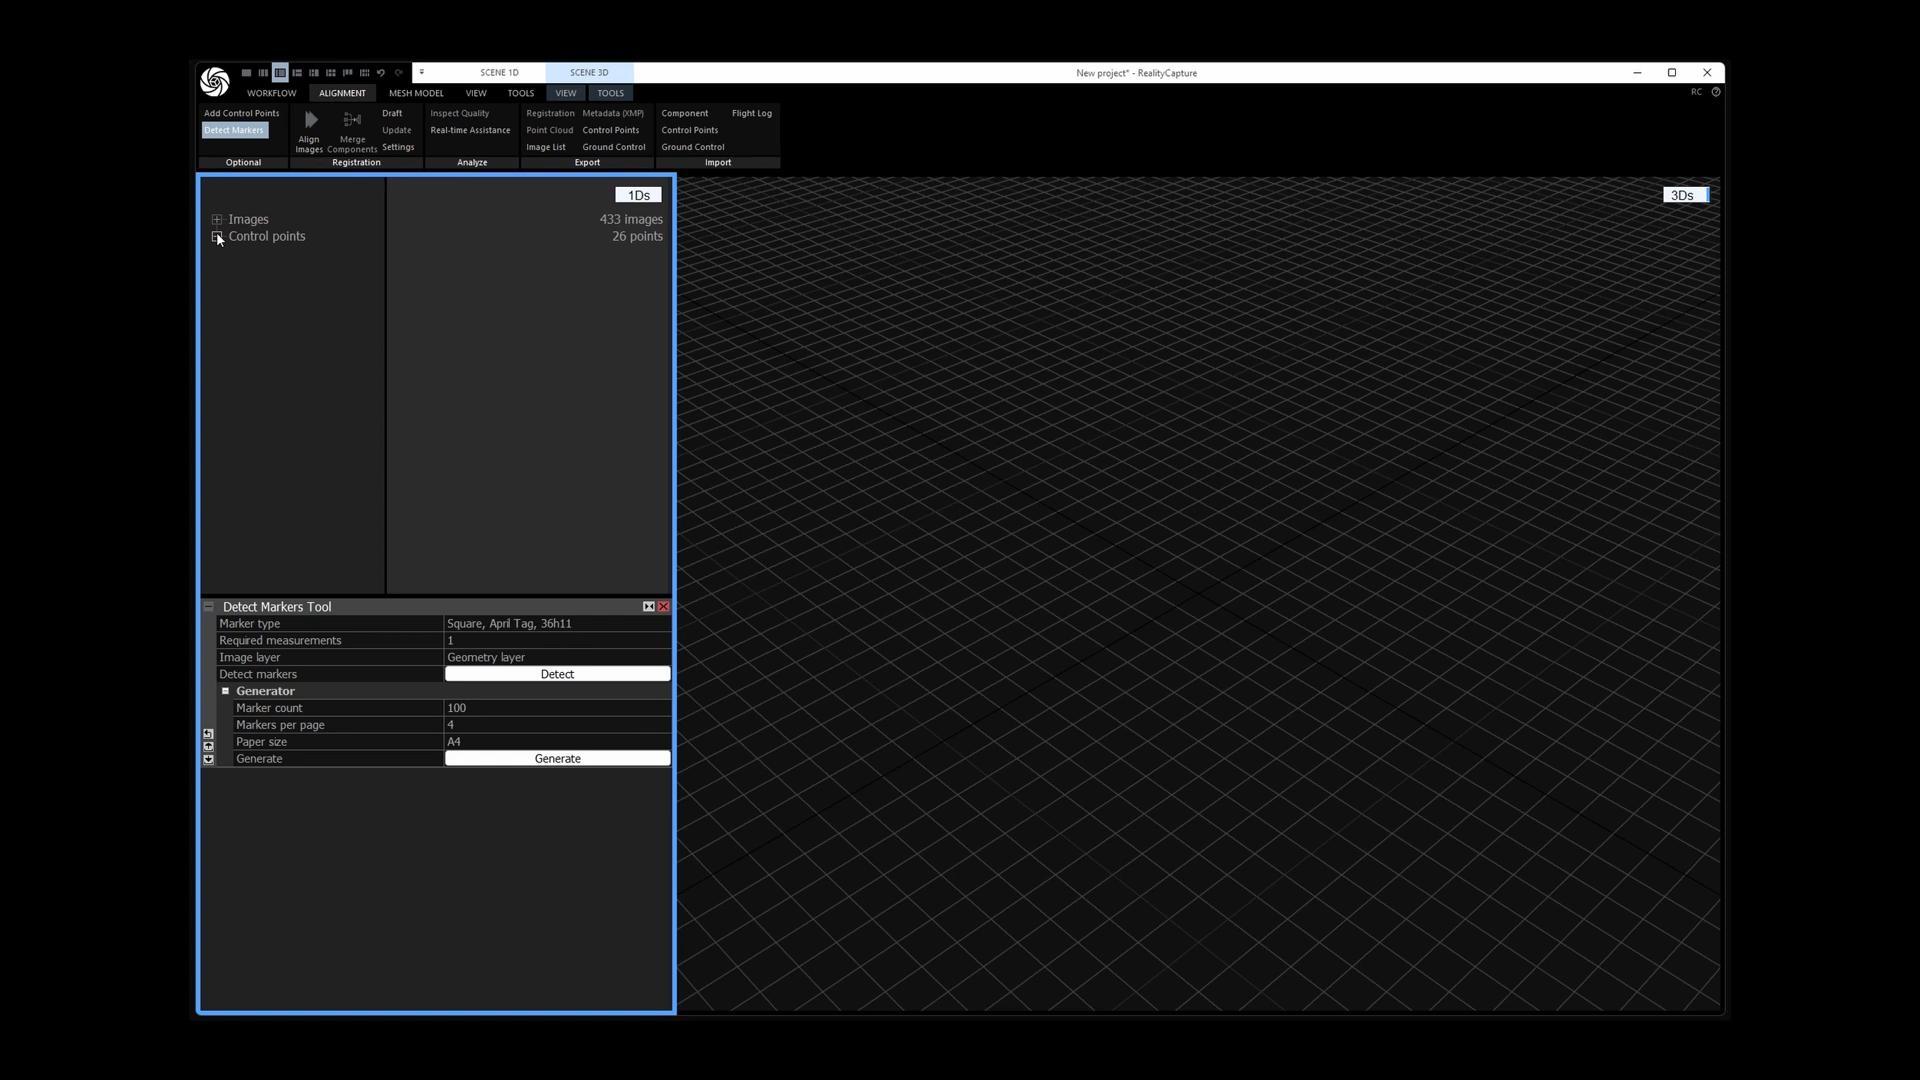 SCENE 1D SCENE 3D New project* - RealityCapture
WORKFLOW ALIGNMENT MESH MODEL VIEW TOOLS VIEW TOOLS RC
Add Control Points Draft Inspect Quality Registration Metadata (XMP) Component Flight Log
Detect Markers Update Real-time Assistance Point Cloud Control Points Control Points
Align Images Merge Components Settings Image List Ground Control Ground Control
Optional Registration Analyze Export Import
1Ds 3Ds
Images 433 images
Control points 26 points
Detect Markers Tool
Marker type Square, April Tag, 36h11
Required measurements 1
Image layer Geometry layer
Detect markers Detect
Generator
Marker count 100
Markers per page 4
Paper size A4
Generate Generate